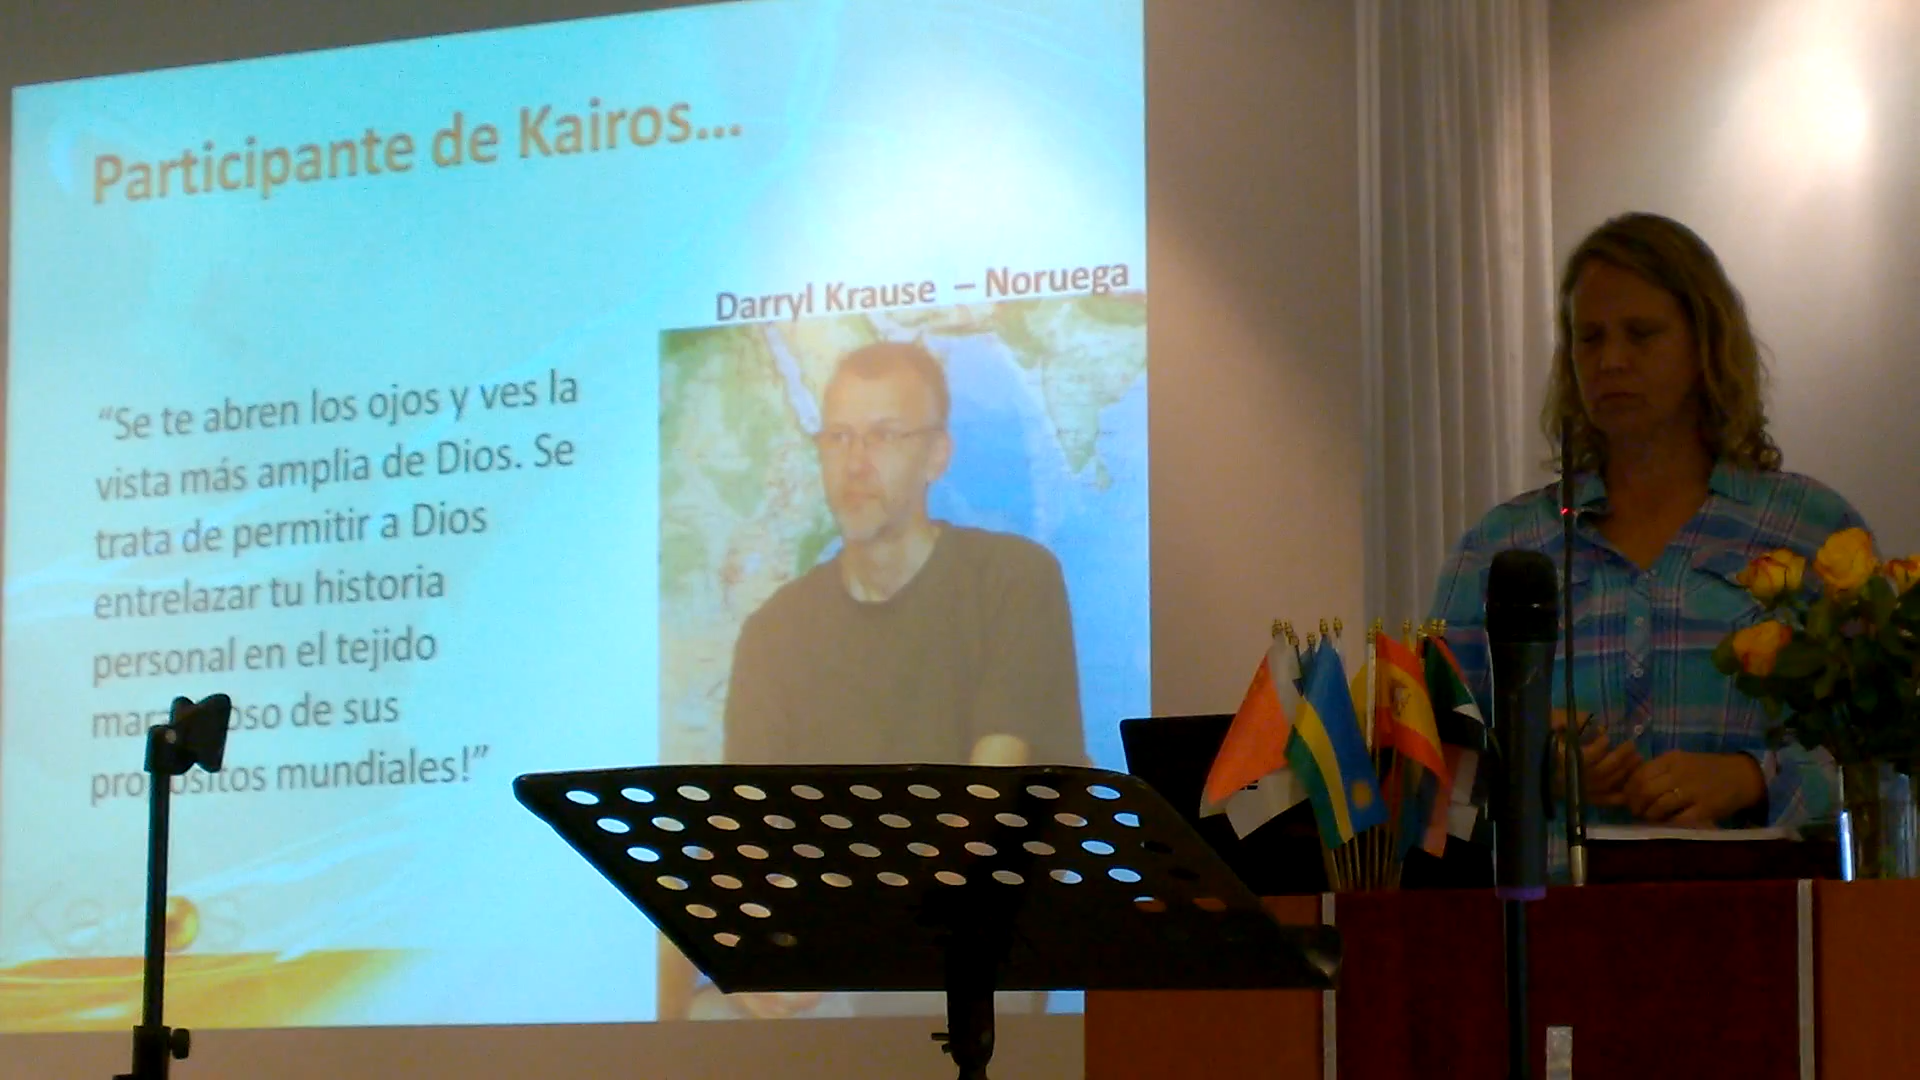 Participante de Kairos...
Darryl Krause – Noruega
“Se te abren los ojos y ves la
vista más amplia de Dios. Se
trata de permitir a Dios
entrelazar tu historia
personal en el tejido
de sus
mundiales!”